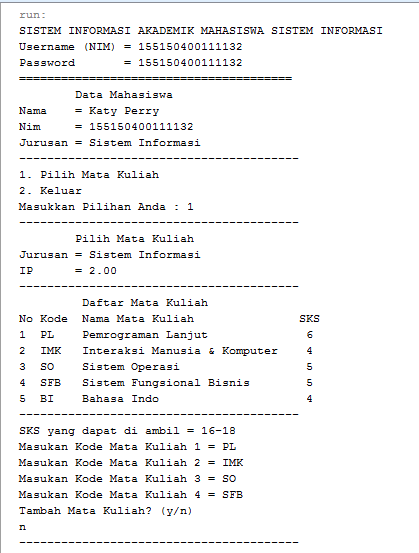 run:
SISTEM INFORMASI AKADEMIK MAHASISWA SISTEM INFORMASI
Username (NIM) = 155150400111132
Password       = 155150400111132
=======================================
        Data Mahasiswa
Nama    = Katy Perry
Nim     = 155150400111132
Jurusan = Sistem Informasi
----------------------------------------
1. Pilih Mata Kuliah
2. Keluar
Masukkan Pilihan Anda : 1
----------------------------------------
        Pilih Mata Kuliah
Jurusan = Sistem Informasi
IP      = 2.00
----------------------------------------
         Daftar Mata Kuliah
No Kode  Nama Mata Kuliah               SKS
1  PL    Pemrograman Lanjut              6
2  IMK   Interaksi Manusia & Komputer    4
3  SO    Sistem Operasi                  5
4  SFB   Sistem Fungsional Bisnis        5
5  BI    Bahasa Indo                     4
----------------------------------------
SKS yang dapat di ambil = 16-18
Masukan Kode Mata Kuliah 1 = PL
Masukan Kode Mata Kuliah 2 = IMK
Masukan Kode Mata Kuliah 3 = SO
Masukan Kode Mata Kuliah 4 = SFB
Tambah Mata Kuliah? (y/n)
n
----------------------------------------